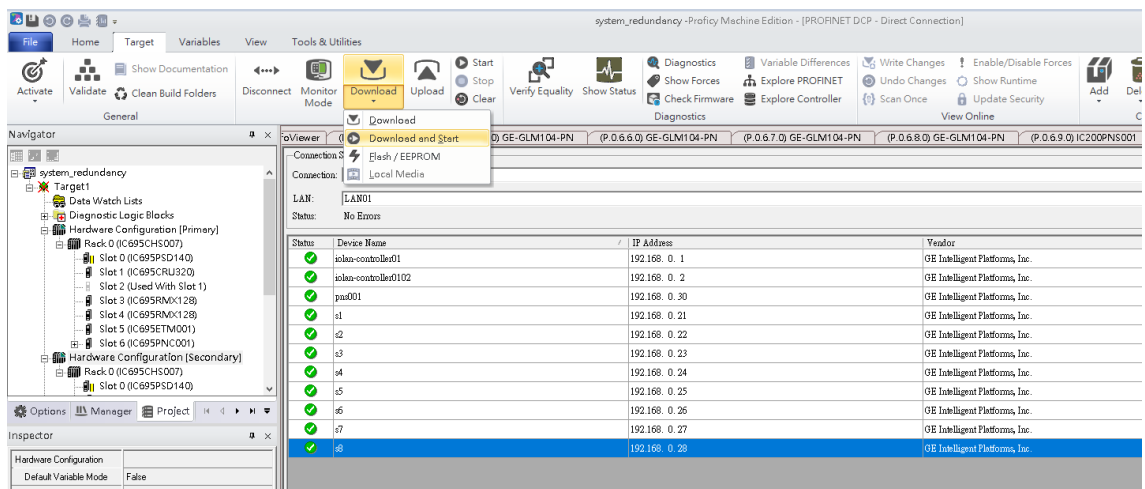 system_redundancy -Proficy Machine Edition - [PROFINET DCP - Direct Connection]
File Home Target Variables View Tools & Utilities
Activate
Validate
Show Documentation
Clean Build Folders
General
Disconnect
Monitor Mode
Download
Upload
Start
Stop
Clear
Verify Equality
Show Status
Diagnostics
Show Forces
Check Firmware
Variable Differences
Explore PROFINET
Explore Controller
Diagnostics
Write Changes
Undo Changes
Scan Once
Enable/Disable Forces
Show Runtime
Update Security
View Online
Add
Download
Download and Start
Flash / EEPROM
Local Media
Navigator
system_redundancy
Target1
Data Watch Lists
Diagnostic Logic Blocks
Hardware Configuration [Primary]
Rack 0 (IC695CHS007)
Slot 0 (IC695PSD140)
Slot 1 (IC695CRU320)
Slot 2 (Used With Slot 1)
Slot 3 (IC695RMX128)
Slot 4 (IC695RMX128)
Slot 5 (IC695ETM001)
Slot 6 (IC695PNC001)
Hardware Configuration [Secondary]
Rack 0 (IC695CHS007)
Slot 0 (IC695PSD140)
Options Manager Project
Inspector
Hardware Configuration
Default Variable Mode False
oViewer 0) GE-GLM104-PN (P.0.6.6.0) GE-GLM104-PN (P.0.6.7.0) GE-GLM104-PN (P.0.6.8.0) GE-GLM104-PN (P.0.6.9.0) IC200PNS001
Connection S
Connection:
LAN: LAN01
Status: No Errors
Status Device Name / IP Address Vendor
iolan-controller01 192.168. 0. 1 GE Intelligent Platforms, Inc.
iolan-controller0102 192.168. 0. 2 GE Intelligent Platforms, Inc.
pns001 192.168. 0. 30 GE Intelligent Platforms, Inc.
s1 192.168. 0. 21 GE Intelligent Platforms, Inc.
s2 192.168. 0. 22 GE Intelligent Platforms, Inc.
s3 192.168. 0. 23 GE Intelligent Platforms, Inc.
s4 192.168. 0. 24 GE Intelligent Platforms, Inc.
s5 192.168. 0. 25 GE Intelligent Platforms, Inc.
s6 192.168. 0. 26 GE Intelligent Platforms, Inc.
s7 192.168. 0. 27 GE Intelligent Platforms, Inc.
s8 192.168. 0. 28 GE Intelligent Platforms, Inc.